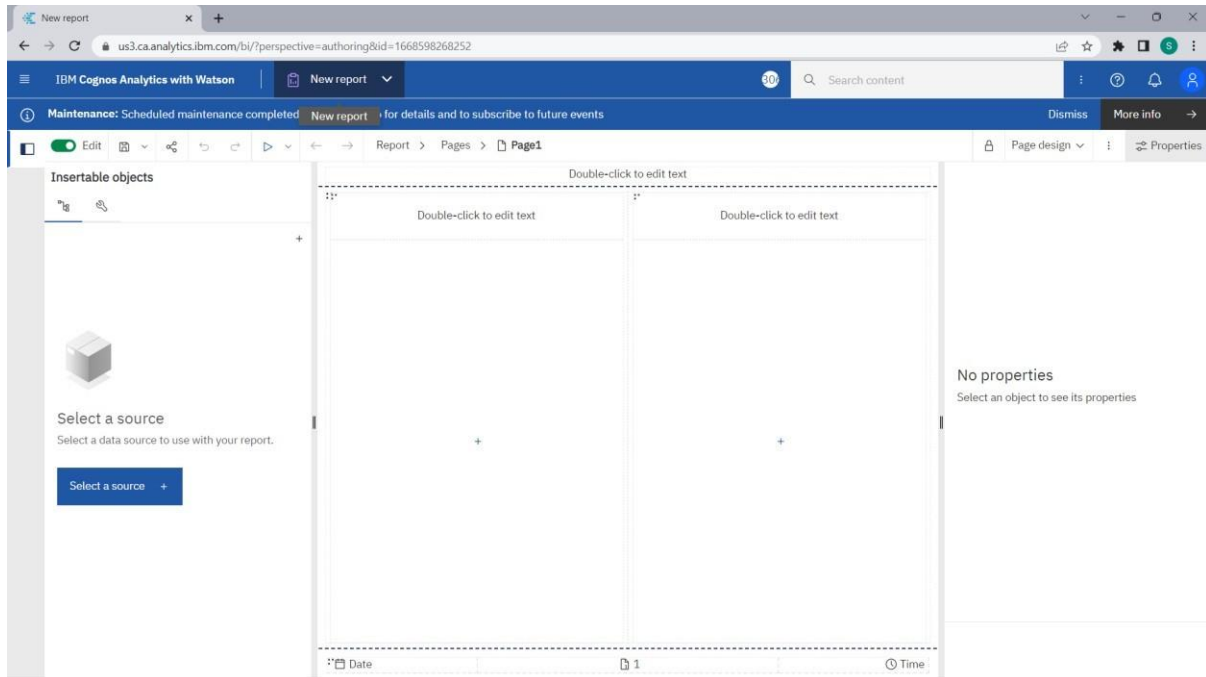 New report
us3.ca.analytics.ibm.com/bi/?perspective=authoring&id=1668598268252
S
IBM Cognos Analytics with Watson
New report
30
Search content
Maintenance: Scheduled maintenance completed
New report
for details and to subscribe to future events
Dismiss
More info
Edit
Report > Pages > Page1
Page design
Properties
Insertable objects
Double-click to edit text
Double-click to edit text
Double-click to edit text
Select a source
Select a data source to use with your report.
Select a source +
No properties
Select an object to see its properties
Date
1
Time